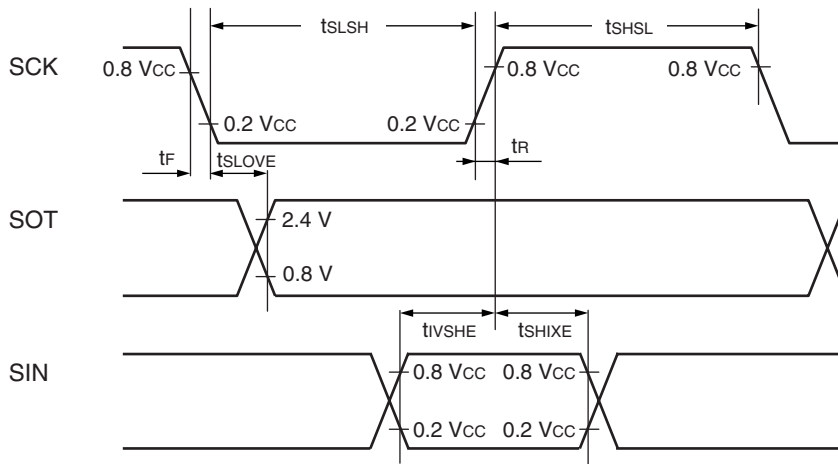 tSLSH tSHSL
SCK 0.8 VCC 0.8 VCC 0.8 VCC
0.2 VCC 0.2 VCC
tF tSLOVE tR
SOT 2.4 V
0.8 V
tIVSHE tSHIXE
SIN 0.8 VCC 0.8 VCC
0.2 VCC 0.2 VCC